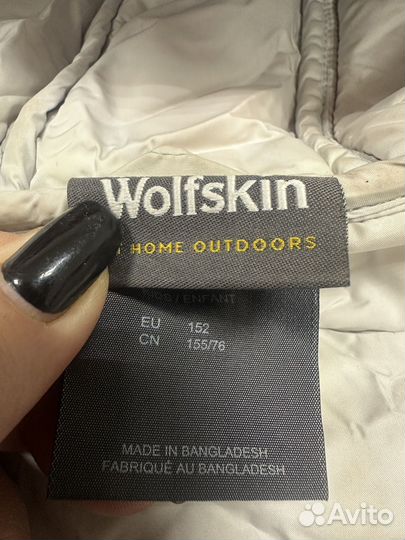 Wolfskin
HOME OUTDOORS
/ ENFANT
EU 152
CN 155/76
MADE IN BANGLADESH
FABRIQUÉ AU BANGLADESH
Avito